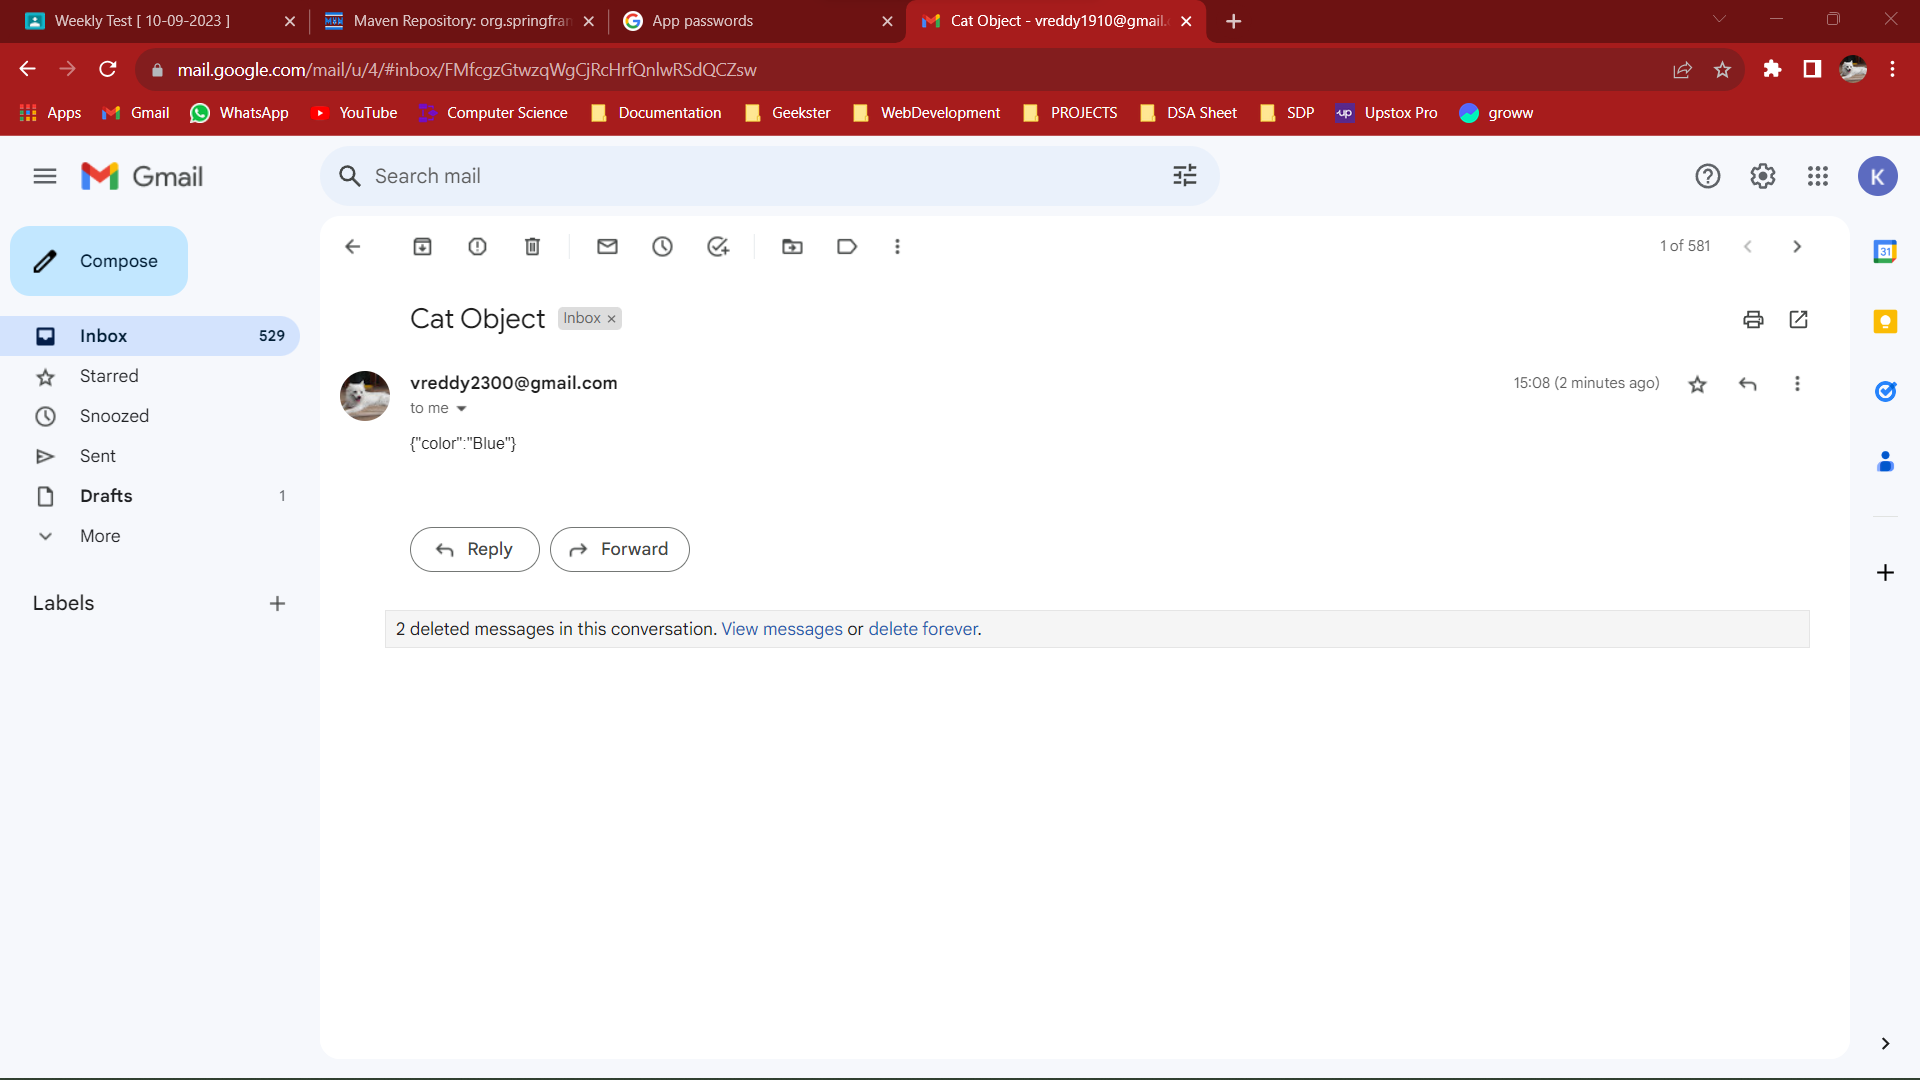 Weekly Test [ 10-09-2023 ]
Maven Repository: org.springfran
App passwords
Cat Object - vreddy1910@gmail.
mail.google.com/mail/u/4/#inbox/FMfcgzGtwzqWgCjRcHrfQnlwRSdQCZsw
Apps Gmail WhatsApp YouTube Computer Science Documentation Geekster WebDevelopment PROJECTS DSA Sheet SDP up Upstox Pro groww
Gmail
Search mail
K
Compose
1 of 581
31
Cat Object Inbox ×
Inbox 529
Starred
Snoozed
Sent
Drafts 1
More
Labels
vreddy2300@gmail.com
15:08 (2 minutes ago)
to me
{"color":"Blue"}
Reply Forward
2 deleted messages in this conversation. View messages or delete forever.